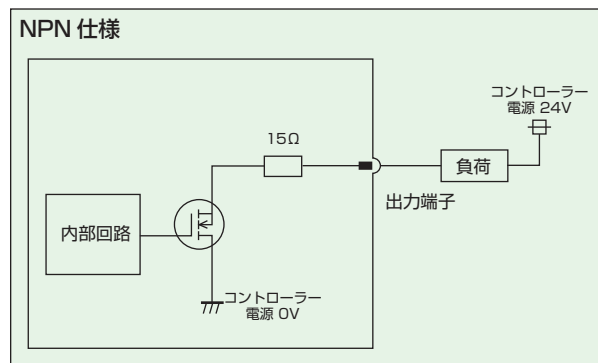 NPN 仕様
コントローラー
電源 24V
15Ω
負荷
出力端子
内部回路
コントローラー
電源 0V